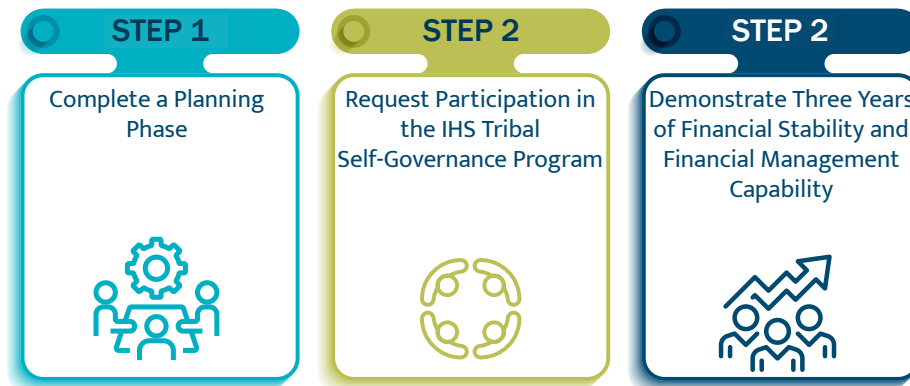 STEP 1
Complete a Planning
Phase
STEP 2
Request Participation in
the IHS Tribal
Self-Governance Program
STEP 2
Demonstrate Three Years
of Financial Stability and
Financial Management
Capability